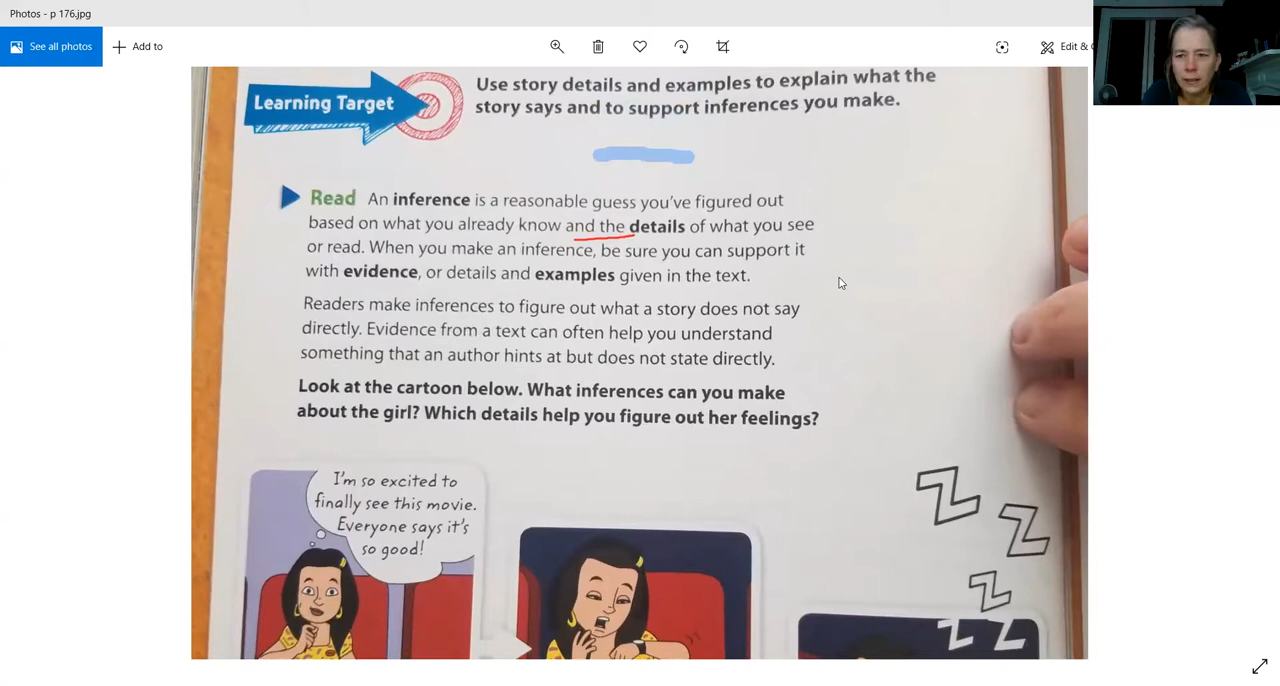 Photos - p 176.jpg
See all photos
Add to
Edit &
Learning Target
Use story details and examples to explain what the
story says and to support inferences you make.
Read An inference is a reasonable guess you've figured out
based on what you already know and the details of what you see
or read. When you make an inference, be sure you can support it
with evidence, or details and examples given in the text.
Readers make inferences to figure out what a story does not say
directly. Evidence from a text can often help you understand
something that an author hints at but does not state directly.
Look at the cartoon below. What inferences can you make
about the girl? Which details help you figure out her feelings?
I'm so excited to
finally see this movie.
Everyone says it's
so good!
Z
Z
Z
Z Z